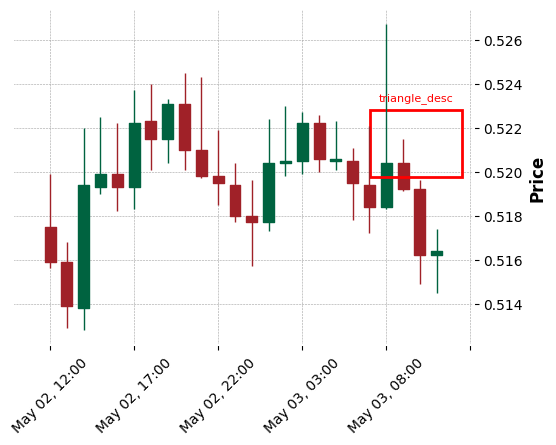 0.526
0.524
triangle_desc
0.522
0.520
0.518
0.516
0.514
Price
May 02, 12:00
May 02, 17:00
May 02, 22:00
May 03, 03:00
May 03, 08:00